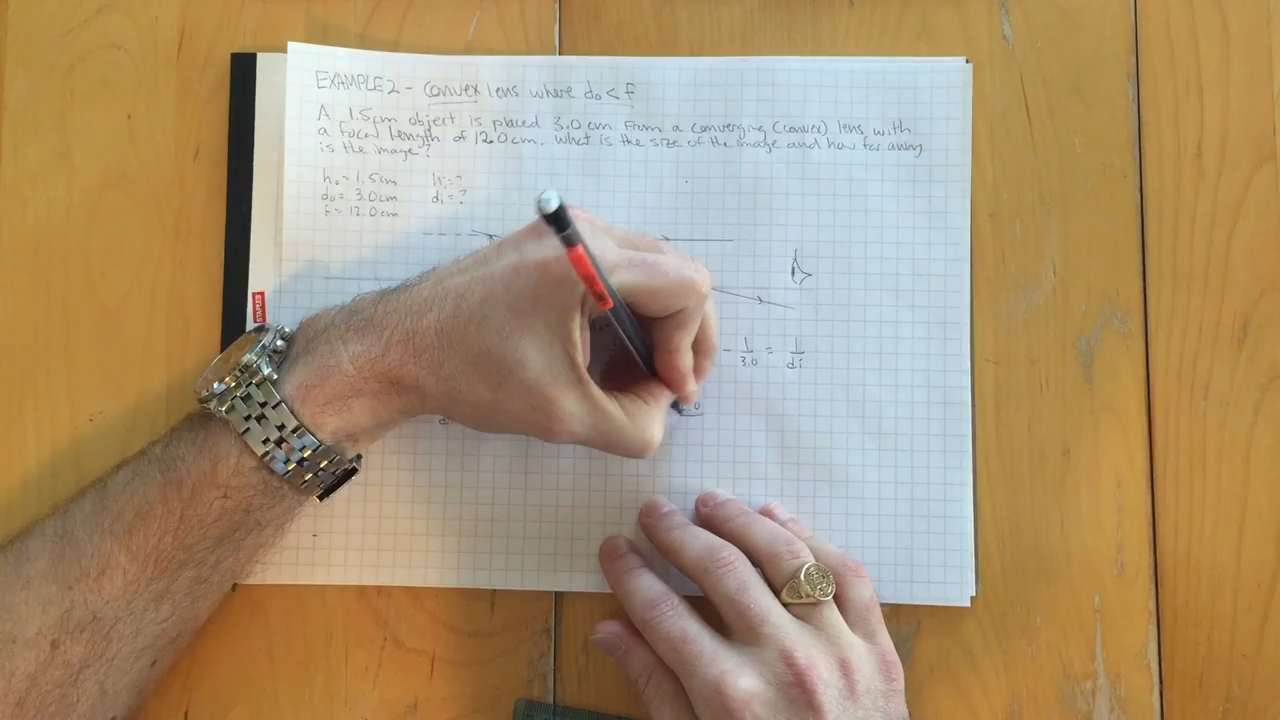 EXAMPLE 2 - Convex lens where do < f
A 1.5cm object is placed 3.0 cm from a converging (convex) lens with
a focal length of 12.0cm. What is the size of the image and how far away
is the image?
ho = 1.5cm hi = ?
do = 3.0cm di = ?
f = 12.0cm
STAPLES
- 1/3.0 = 1/di